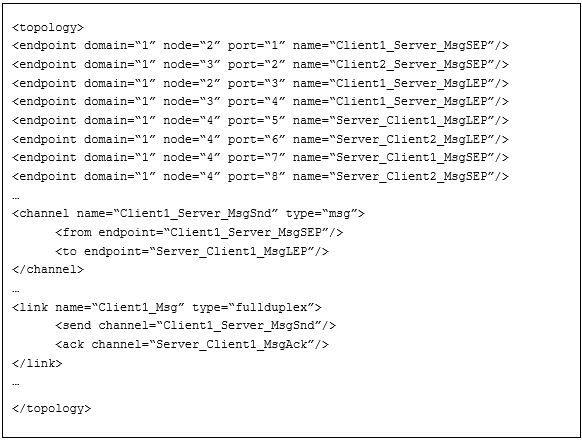 <topology>
<endpoint domain=“1” node=“2” port=“1” name=“Client1_Server_MsgSEP”/>
<endpoint domain=“1” node=“3” port=“2” name=“Client2_Server_MsgSEP”/>
<endpoint domain=“1” node=“2” port=“3” name=“Client1_Server_MsgLEP”/>
<endpoint domain=“1” node=“3” port=“4” name=“Client1_Server_MsgLEP”/>
<endpoint domain=“1” node=“4” port=“5” name=“Server_Client1_MsgLEP”/>
<endpoint domain=“1” node=“4” port=“6” name=“Server_Client2_MsgLEP”/>
<endpoint domain=“1” node=“4” port=“7” name=“Server_Client1_MsgSEP”/>
<endpoint domain=“1” node=“4” port=“8” name=“Server_Client2_MsgSEP”/>
…
<channel name=“Client1_Server_MsgSnd” type=“msg”>
<from endpoint=“Client1_Server_MsgSEP”/>
<to endpoint=“Server_Client1_MsgLEP”/>
</channel>
…
<link name=“Client1_Msg” type=“fullduplex”>
<send channel=“Client1_Server_MsgSnd”/>
<ack channel=“Server_Client1_MsgAck”/>
</link>
…
</topology>